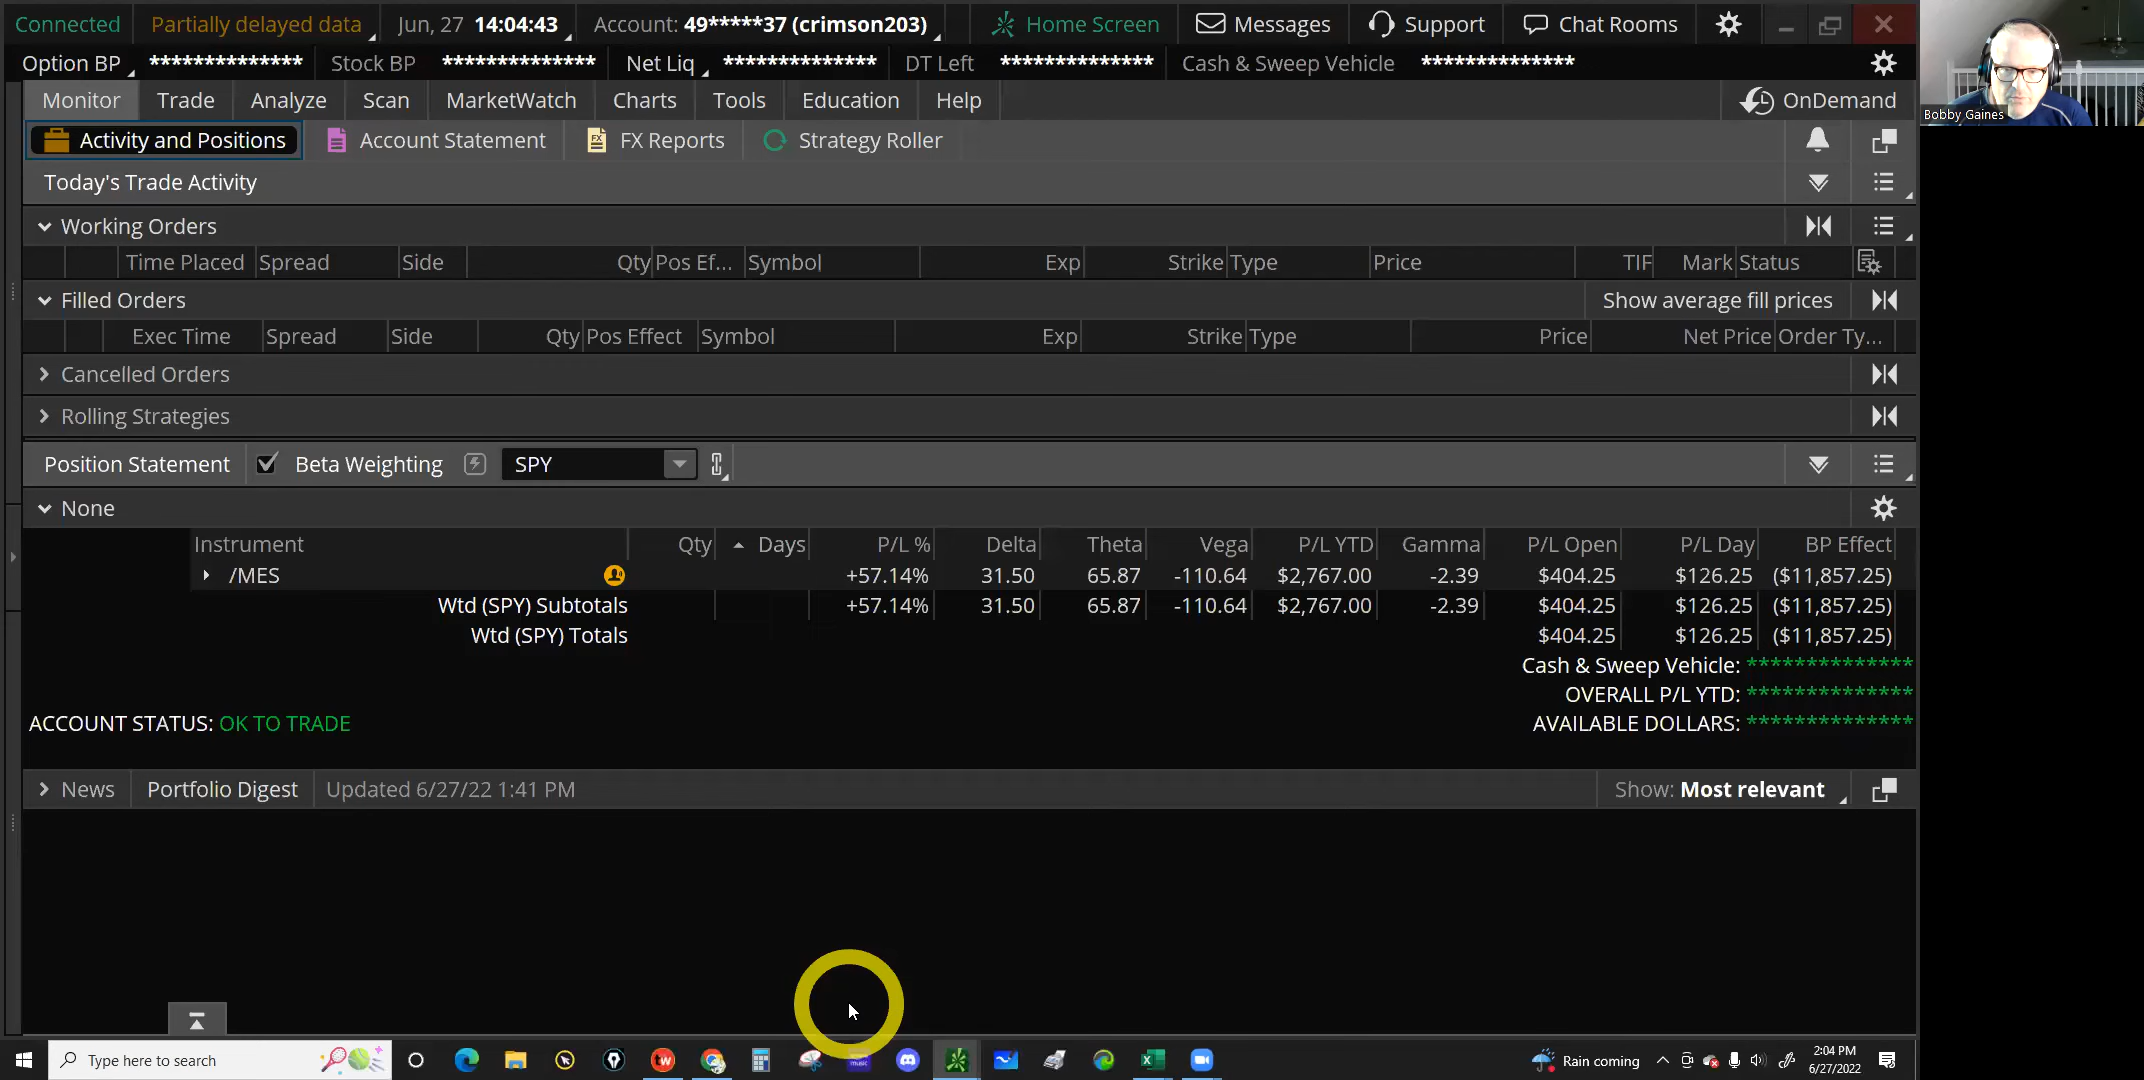 Connected Partially delayed data Jun, 27 14:04:43 Account: 49*****37 (crimson203) Home Screen Messages Support Chat Rooms
Option BP ************** Stock BP ************** Net Liq ************** DT Left ************** Cash & Sweep Vehicle **************
Monitor Trade Analyze Scan MarketWatch Charts Tools Education Help OnDemand
Bobby Gaines
Activity and Positions Account Statement FX FX Reports Strategy Roller
Today's Trade Activity
Working Orders
Time Placed Spread Side Qty Pos Ef... Symbol Exp Strike Type Price TIF Mark Status
Filled Orders Show average fill prices
Exec Time Spread Side Qty Pos Effect Symbol Exp Strike Type Price Net Price Order Ty...
Cancelled Orders
Rolling Strategies
Position Statement Beta Weighting SPY
None
Instrument Qty Days P/L % Delta Theta Vega P/L YTD Gamma P/L Open P/L Day BP Effect
/MES +57.14% 31.50 65.87 -110.64 $2,767.00 -2.39 $404.25 $126.25 ($11,857.25)
Wtd (SPY) Subtotals +57.14% 31.50 65.87 -110.64 $2,767.00 -2.39 $404.25 $126.25 ($11,857.25)
Wtd (SPY) Totals $404.25 $126.25 ($11,857.25)
Cash & Sweep Vehicle: **************
OVERALL P/L YTD: **************
ACCOUNT STATUS: OK TO TRADE AVAILABLE DOLLARS: **************
News Portfolio Digest Updated 6/27/22 1:41 PM Show: Most relevant
Type here to search music Rain coming 2:04 PM
6/27/2022